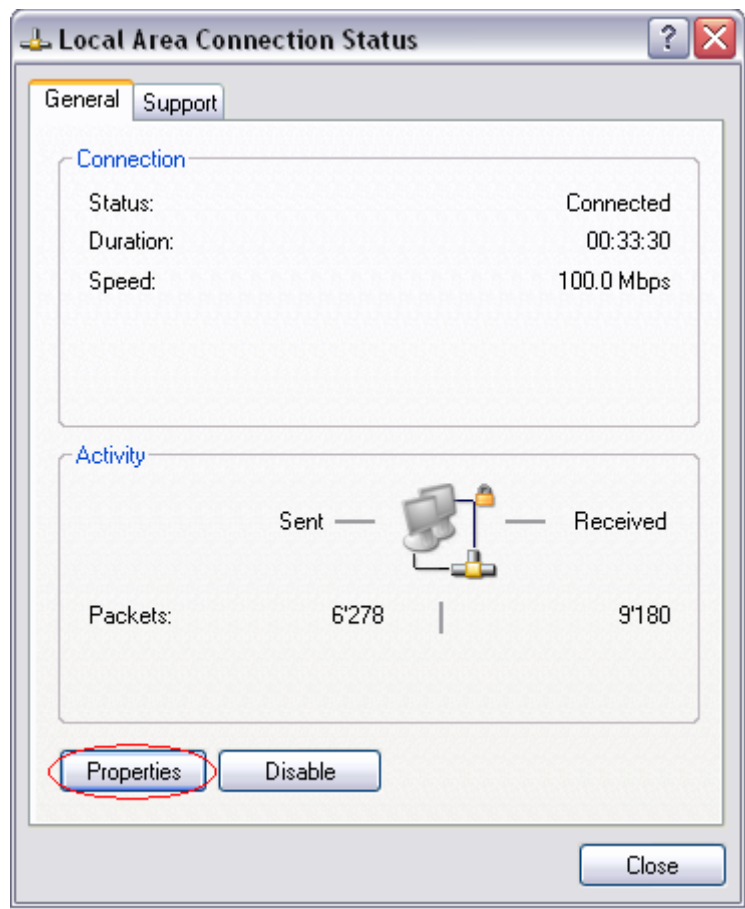 Local Area Connection Status
General Support
Connection
Status: Connected
Duration: 00:33:30
Speed: 100.0 Mbps
Activity
Sent Received
Packets: 6'278 9'180
Properties Disable
Close